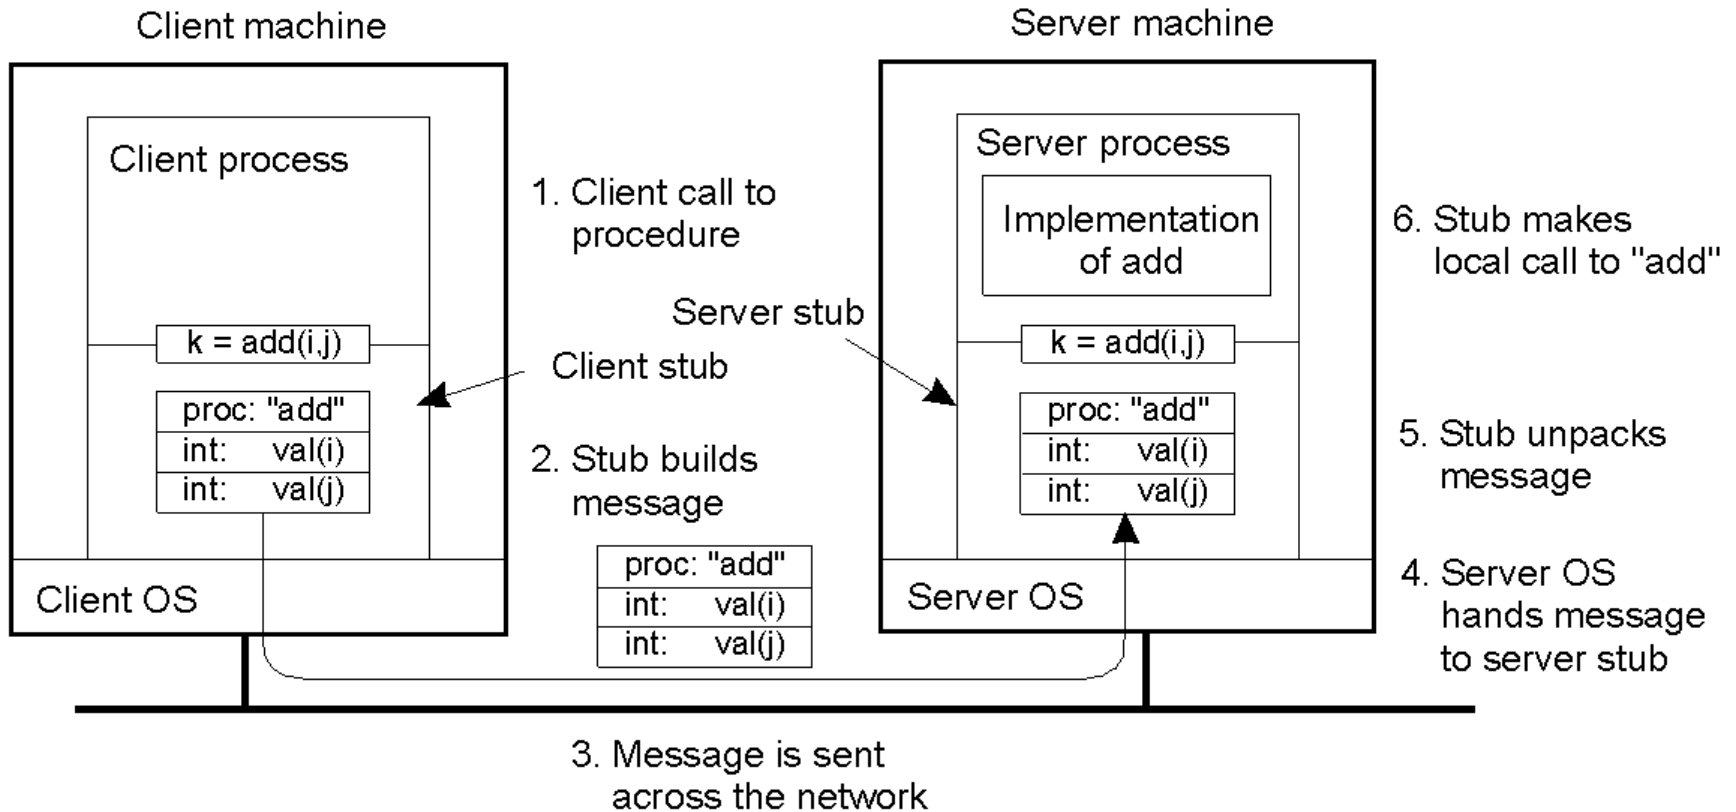 Client machine
Server machine
Client process
1. Client call to
procedure
Server process
Implementation
of add
6. Stub makes
local call to "add"
Server stub
k = add(i,j)
k = add(i,j)
Client stub
proc: "add"
int: val(i)
int: val(j)
2. Stub builds
message
proc: "add"
int: val(i)
int: val(j)
5. Stub unpacks
message
proc: "add"
int: val(i)
int: val(j)
Client OS
Server OS
4. Server OS
hands message
to server stub
3. Message is sent
across the network